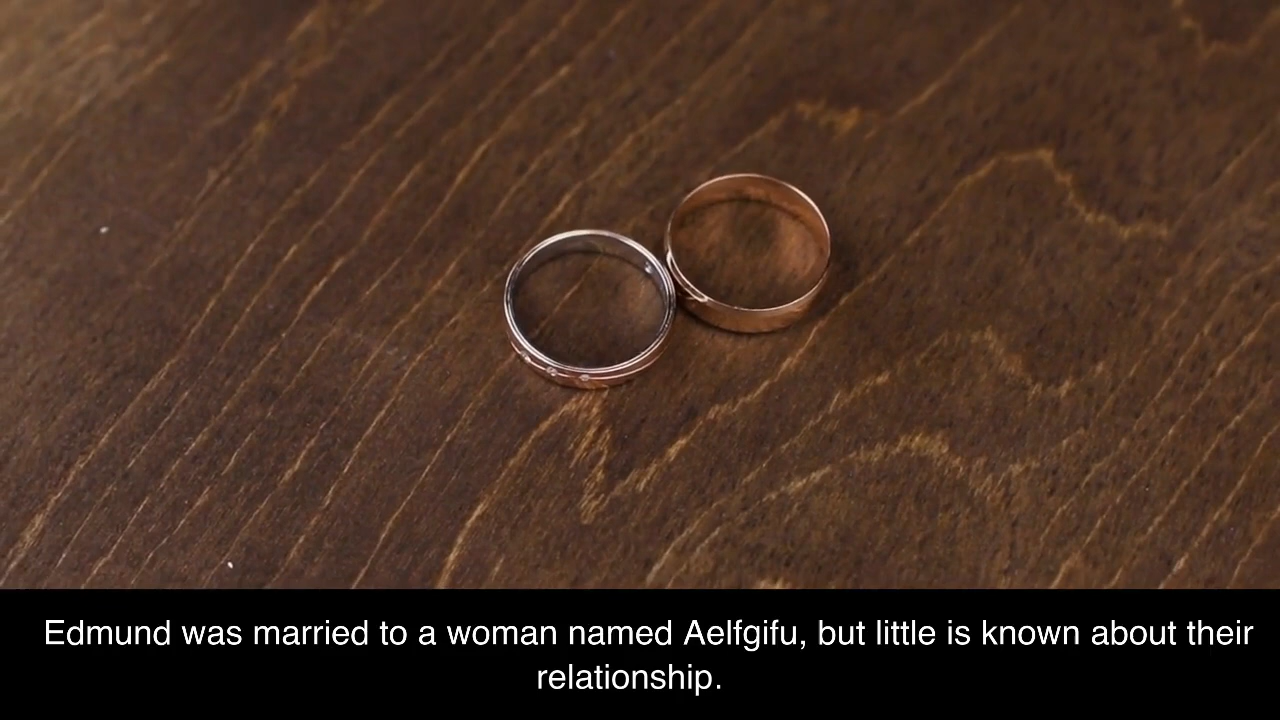 Edmund was married to a woman named Aelfgifu, but little is known about their
relationship.